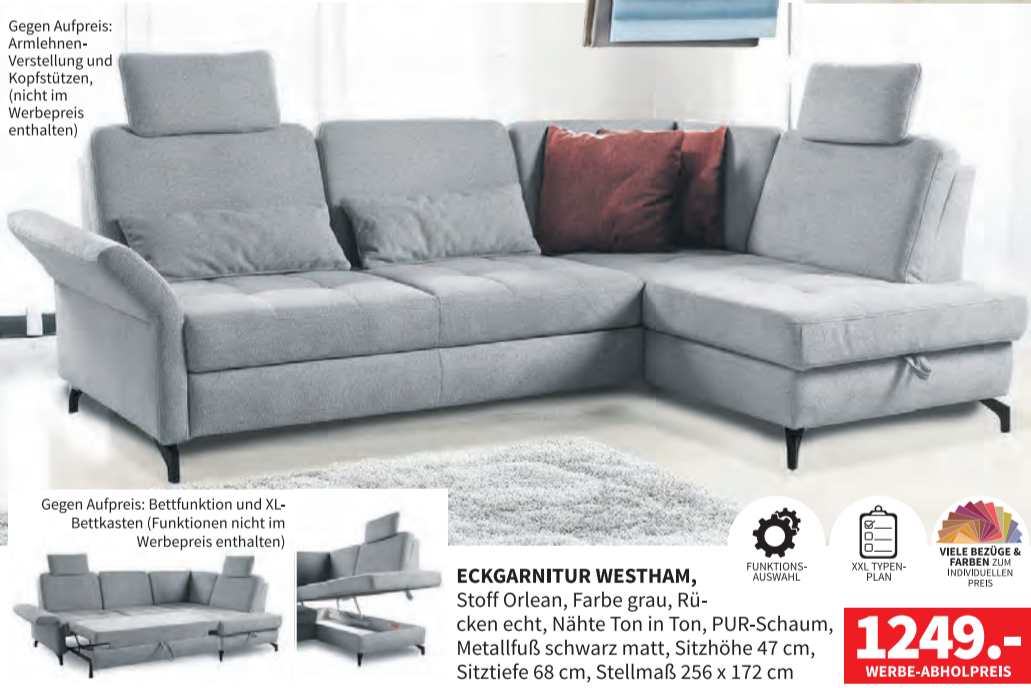 Gegen Aufpreis:
Armlehnen-
Verstellung und
Kopfstützen,
(nicht im
Werbepreis
enthalten)
Gegen Aufpreis: Bettfunktion und XL-
Bettkasten (Funktionen nicht im
Werbepreis enthalten)
ECKGARNITUR WESTHAM,
Stoff Orlean, Farbe grau, Rü-
cken echt, Nähte Ton in Ton, PUR-Schaum,
Metallfuß schwarz matt, Sitzhöhe 47 cm,
Sitztiefe 68 cm, Stellmaß 256 x 172 cm
FUNKTIONS-
AUSWAHL
XXL TYPEN-
PLAN
VIELE BEZÜGE &
FARBEN ZUM
INDIVIDUELLEN
PREIS
1249.-
WERBE-ABHOLPREIS